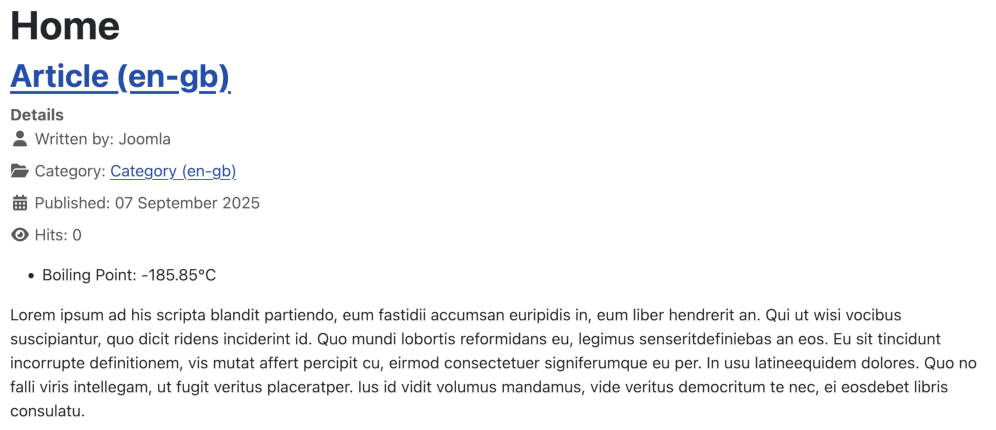 Home
Article (en-gb)
Details
Written by: Joomla
Category: Category (en-gb)
Published: 07 September 2025
Hits: 0
• Boiling Point: -185.85°C
Lorem ipsum ad his scripta blandit partiendo, eum fastidii accumsan euripidis in, eum liber hendrerit an. Qui ut wisi vocibus
suscipiantur, quo dicit ridens inciderint id. Quo mundi lobortis reformidans eu, legimus senseritdefiniebas an eos. Eu sit tincidunt
incorrupte definitionem, vis mutat affert percipit cu, eirmod consectetuer signiferumque eu per. In usu latineequidem dolores. Quo no
falli viris intellegam, ut fugit veritus placeratper. Ius id vidit volumus mandamus, vide veritus democritum te nec, ei eosdebet libris
consulatu.